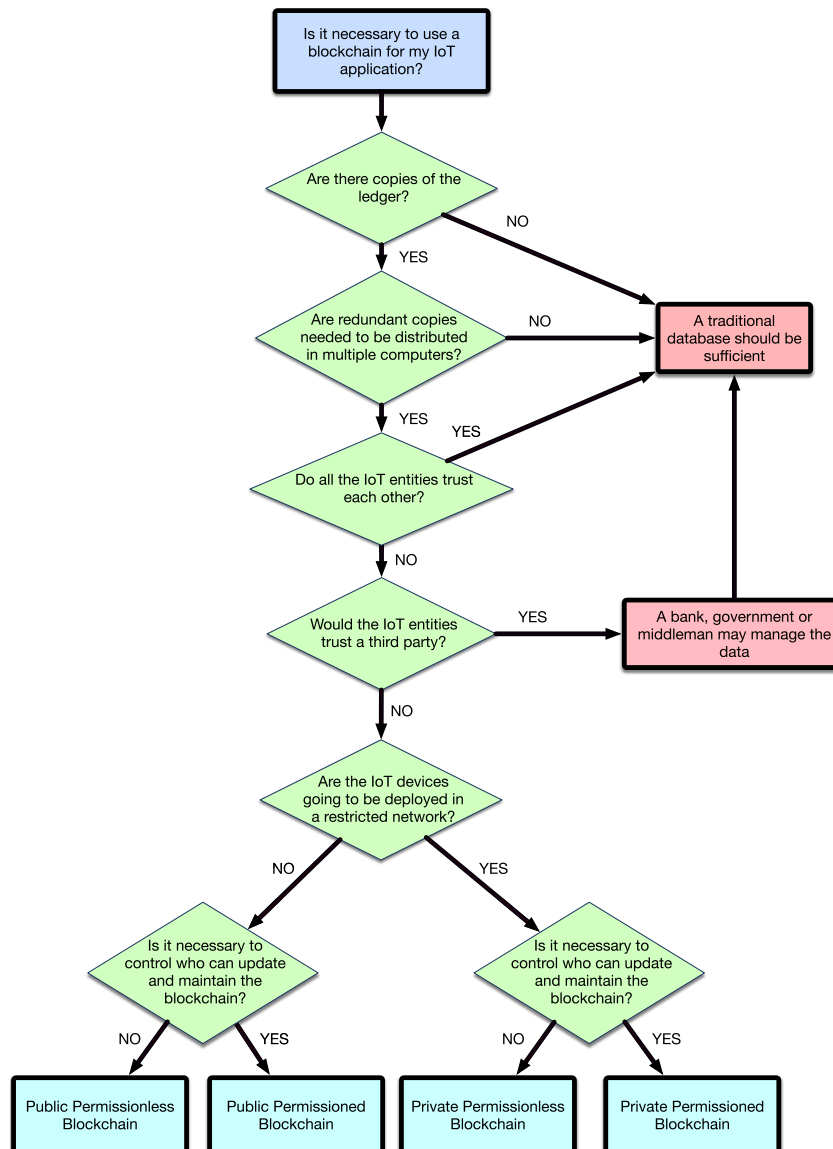 Is it necessary to use a
blockchain for my IoT
application?
Are there copies of the
ledger?
NO
YES
Are redundant copies
needed to be distributed
in multiple computers?
NO
A traditional
database should be
sufficient
YES
YES
Do all the IoT entities trust
each other?
NO
Would the IoT entities
trust a third party?
YES
A bank, government or
middleman may manage the
data
NO
Are the IoT devices
going to be deployed in
a restricted network?
NO
YES
Is it necessary to
control who can update
and maintain the
blockchain?
Is it necessary to
control who can update
and maintain the
blockchain?
NO
YES
NO
YES
Public Permissionless
Blockchain
Public Permissioned
Blockchain
Private Permissionless
Blockchain
Private Permissioned
Blockchain